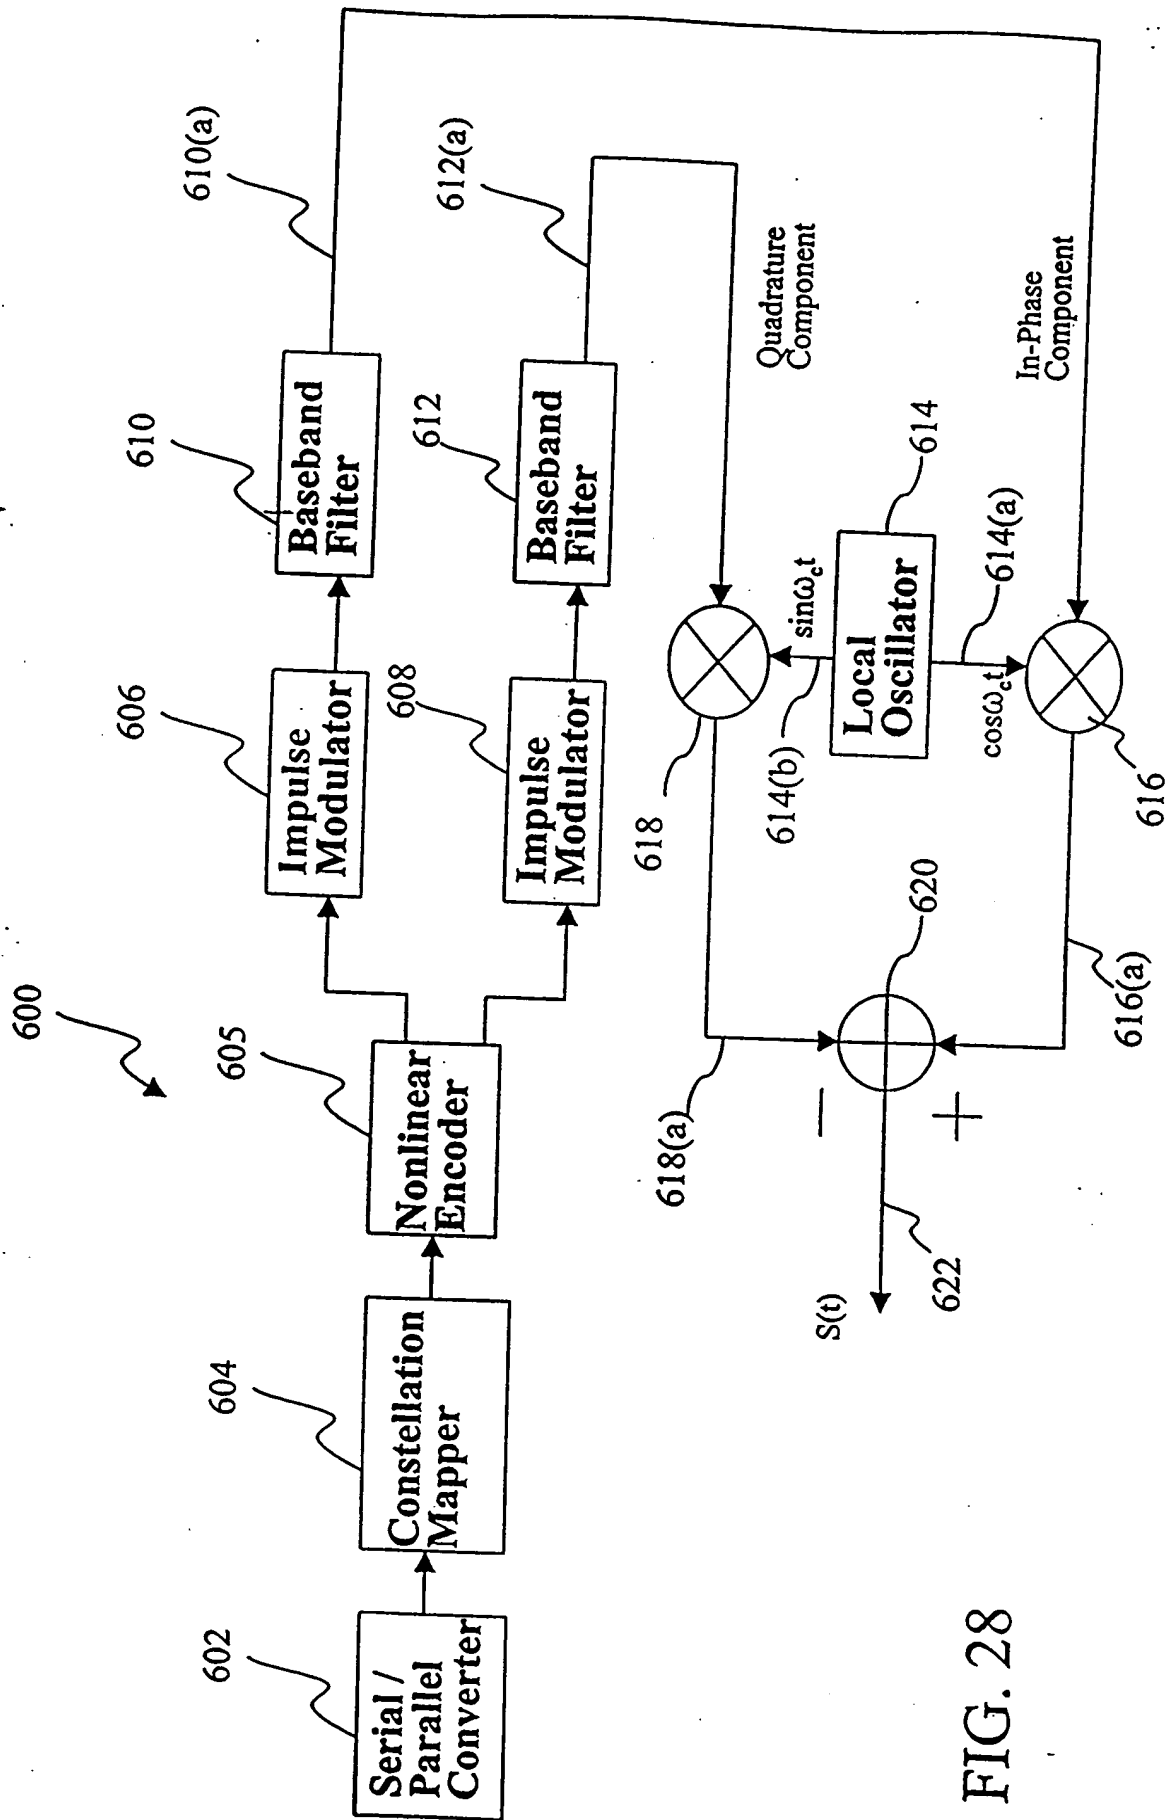 600
602
Serial /
Parallel
Converter
604
Constellation
Mapper
605
Nonlinear
Encoder
606
Impulse
Modulator
610
Baseband
Filter
610(a)
608
Impulse
Modulator
612
Baseband
Filter
612(a)
Quadrature
Component
618
sinω_ct
614(b)
Local
Oscillator
614
614(a)
cosω_ct
In-Phase
Component
616
616(a)
618(a)
620
−
+
S(t)
622
FIG. 28